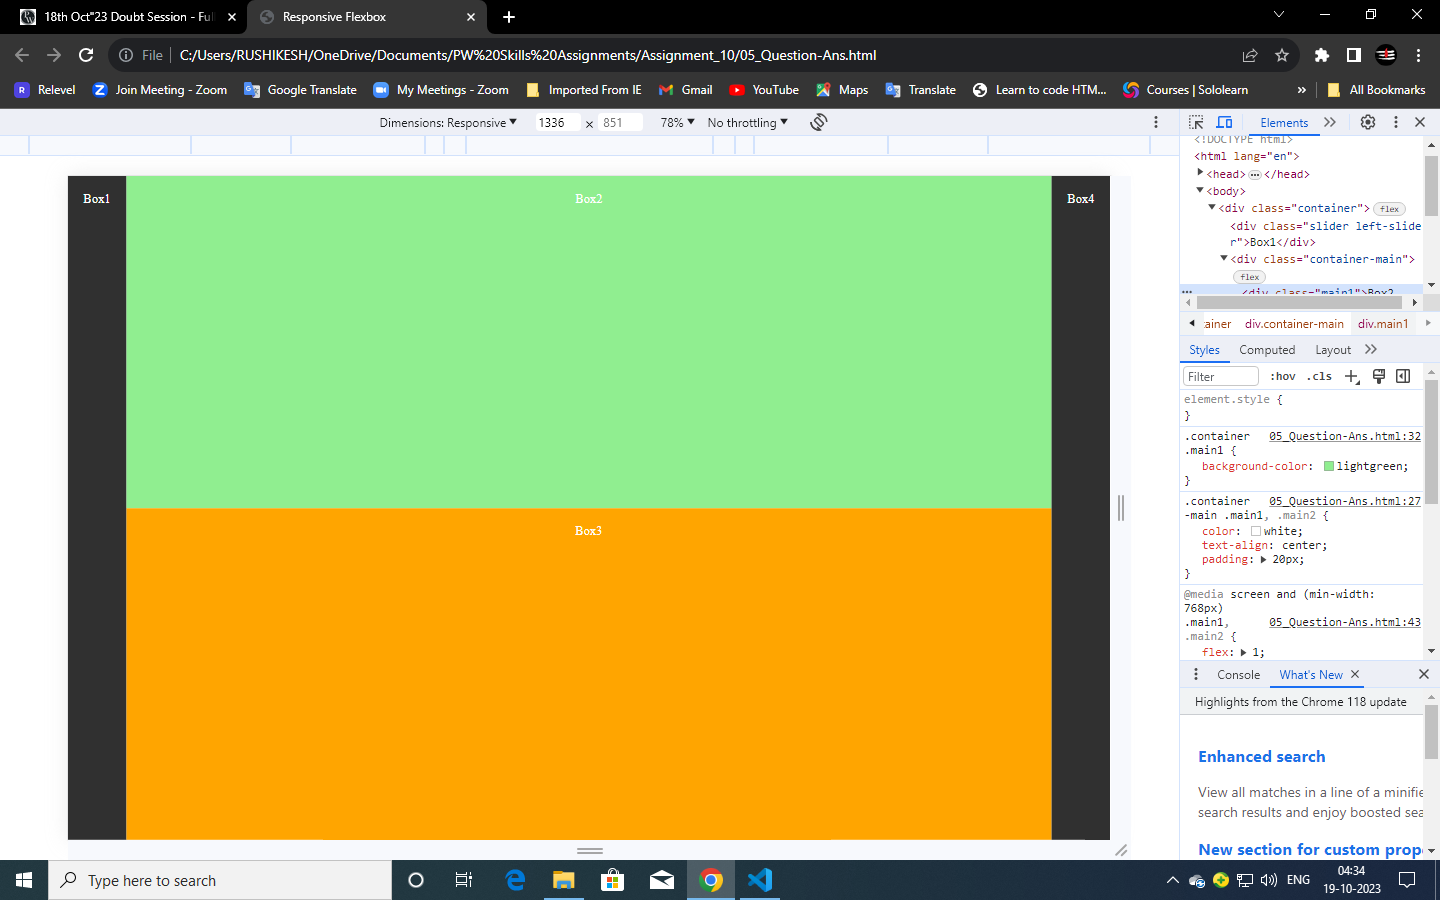 18th Oct"23 Doubt Session - Ful
Responsive Flexbox
File
C:/Users/RUSHIKESH/OneDrive/Documents/PW%20Skills%20Assignments/Assignment_10/05_Question-Ans.html
Relevel
Join Meeting - Zoom
Google Translate
My Meetings - Zoom
Imported From IE
Gmail
YouTube
Maps
Translate
Learn to code HTM...
Courses | Sololearn
»
All Bookmarks
Dimensions: Responsive
1336 x 851
78%
No throttling
Elements
Box1
Box2
Box3
Box4
<!DOCTYPE html>
<html lang="en">
<head> ••• </head>
<body>
<div class="container"> flex
<div class="slider left-slide
r">Box1</div>
<div class="container-main">
flex
<div class="main1">Box2
tainer div.container-main div.main1
Styles Computed Layout
Filter :hov .cls
element.style {
}
.container 05_Question-Ans.html:32
.main1 {
background-color: lightgreen;
}
.container 05_Question-Ans.html:27
-main .main1, .main2 {
color: white;
text-align: center;
padding: 20px;
}
@media screen and (min-width:
768px)
.main1, 05_Question-Ans.html:43
.main2 {
flex: 1;
Console What's New
Highlights from the Chrome 118 update
Enhanced search
View all matches in a line of a minifie
search results and enjoy boosted sea
New section for custom prop
Type here to search
ENG
04:34
19-10-2023